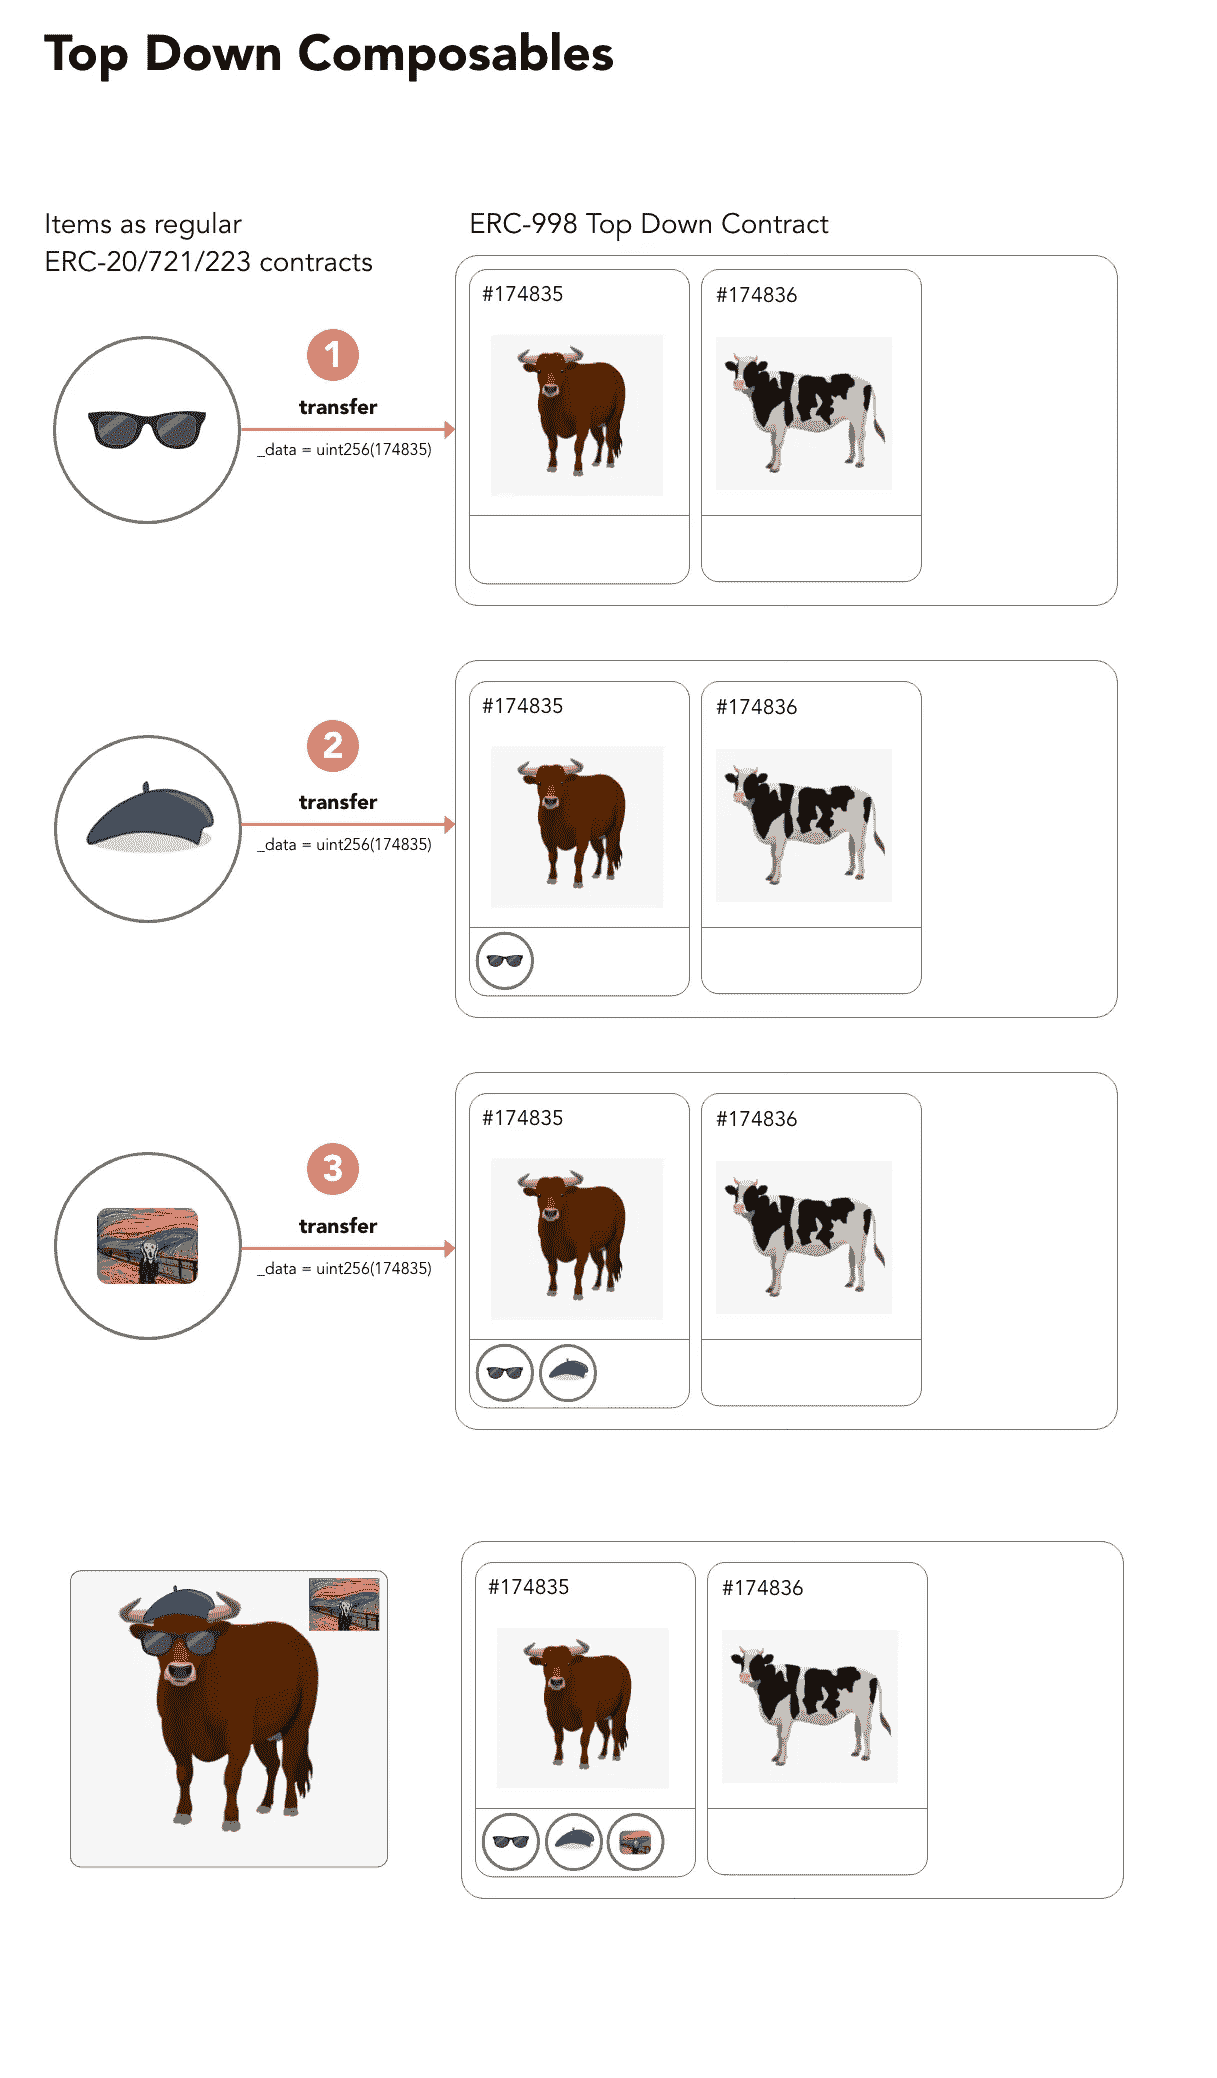 Top Down Composables
Items as regular
ERC-20/721/223 contracts
ERC-998 Top Down Contract
1
transfer
_data = uint256(174835)
#174835
#174836
2
transfer
_data = uint256(174835)
#174835
#174836
3
transfer
_data = uint256(174835)
#174835
#174836
#174835
#174836